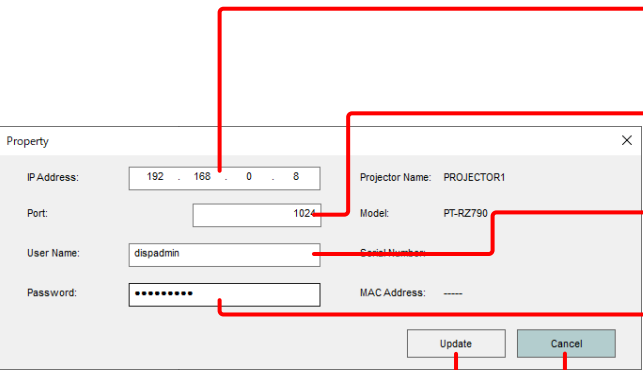 Property
IP Address: 192 . 168 . 0 . 8 Projector Name: PROJECTOR1
Port: 1024 Model: PT-RZ790
User Name: dispadmin Serial Number:
Password: ●●●●●●●●● MAC Address: -----
Update Cancel